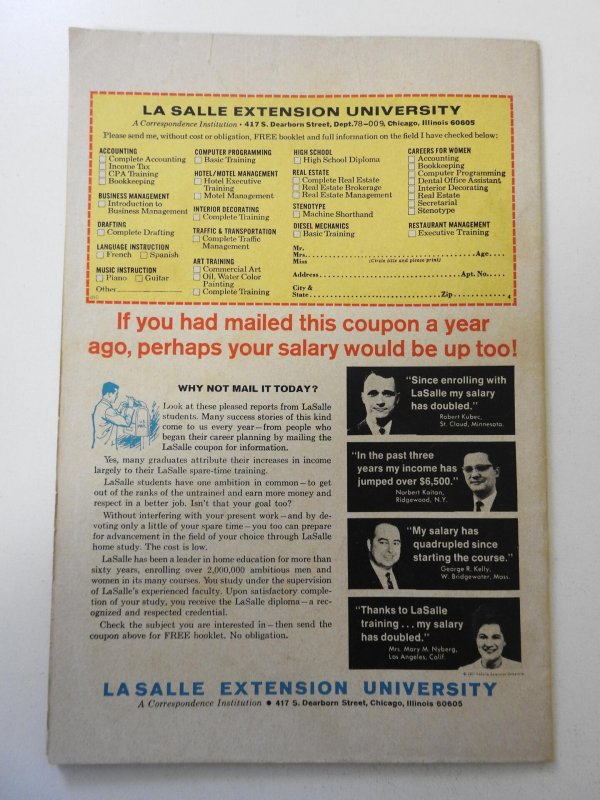 LA SALLE EXTENSION UNIVERSITY
A Correspondence Institution • 417 S. Dearborn Street, Dept. 78-009, Chicago, Illinois 60605
Please send me, without cost or obligation, FREE booklet and full information on the field I have checked below:
ACCOUNTING
Complete Accounting
Income Tax
CPA Training
Bookkeeping
BUSINESS MANAGEMENT
Introduction to
Business Management
DRAFTING
Complete Drafting
LANGUAGE INSTRUCTION
French Spanish
MUSIC INSTRUCTION
Piano Guitar
Other
COMPUTER PROGRAMMING
Basic Training
HOTEL/MOTEL MANAGEMENT
Hotel Executive
Training
Motel Management
INTERIOR DECORATING
Complete Training
TRAFFIC & TRANSPORTATION
Complete Traffic
Management
ART TRAINING
Commercial Art
Oil, Water Color
Painting
Complete Training
HIGH SCHOOL
High School Diploma
REAL ESTATE
Complete Real Estate
Real Estate Brokerage
Real Estate Management
STENOTYPE
Machine Shorthand
DIESEL MECHANICS
Basic Training
CAREERS FOR WOMEN
Accounting
Bookkeeping
Computer Programming
Dental Office Assistant
Interior Decorating
Real Estate
Secretarial
Stenotype
RESTAURANT MANAGEMENT
Executive Training
Mr.
Mrs. Age
Miss (Circle title and please print)
Address Apt. No.
City &
State Zip 4
If you had mailed this coupon a year
ago, perhaps your salary would be up too!
WHY NOT MAIL IT TODAY?
Look at these pleased reports from LaSalle
students. Many success stories of this kind
come to us every year—from people who
began their career planning by mailing the
LaSalle coupon for information.
Yes, many graduates attribute their increases in income
largely to their LaSalle spare-time training.
LaSalle students have one ambition in common—to get
out of the ranks of the untrained and earn more money and
respect in a better job. Isn't that your goal too?
Without interfering with your present work—and by de-
voting only a little of your spare time—you too can prepare
for advancement in the field of your choice through LaSalle
home study. The cost is low.
LaSalle has been a leader in home education for more than
sixty years, enrolling over 2,000,000 ambitious men and
women in its many courses. You study under the supervision
of LaSalle's experienced faculty. Upon satisfactory comple-
tion of your study, you receive the LaSalle diploma—a rec-
ognized and respected credential.
Check the subject you are interested in—then send the
coupon above for FREE booklet. No obligation.
"Since enrolling with
LaSalle my salary
has doubled."
Robert Kubec,
St. Cloud, Minnesota.
"In the past three
years my income has
jumped over $6,500."
Norbert Kaitan,
Ridgewood, N.Y.
"My salary has
quadrupled since
starting the course."
George R. Kelly,
W. Bridgewater, Mass.
"Thanks to LaSalle
training...my salary
has doubled."
Mrs. Mary M. Nyberg,
Los Angeles, Calif.
LASALLE EXTENSION UNIVERSITY
A Correspondence Institution • 417 S. Dearborn Street, Chicago, Illinois 60605